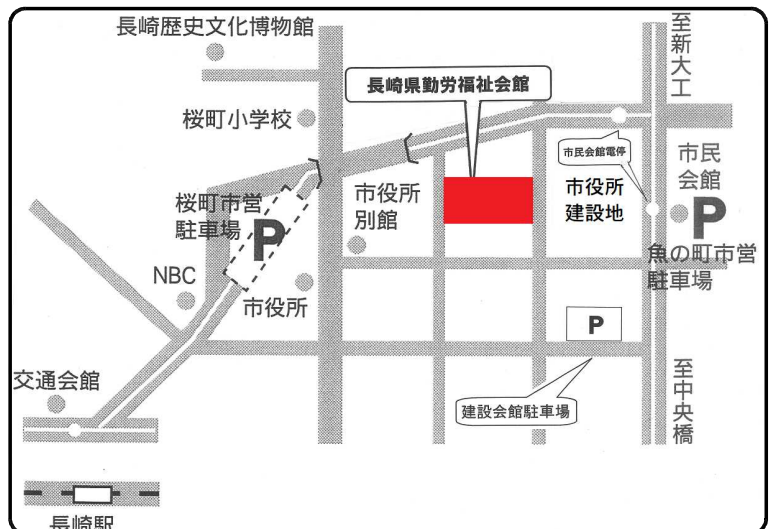 長崎歴史文化博物館
至新大工
長崎県勤労福祉会館
桜町小学校
市民会館電停
市民
会館
P
市役所
別館
市役所
建設地
桜町市営
駐車場
P
魚の町市営
駐車場
NBC
市役所
P
交通会館
建設会館駐車場
至中央橋
長崎駅